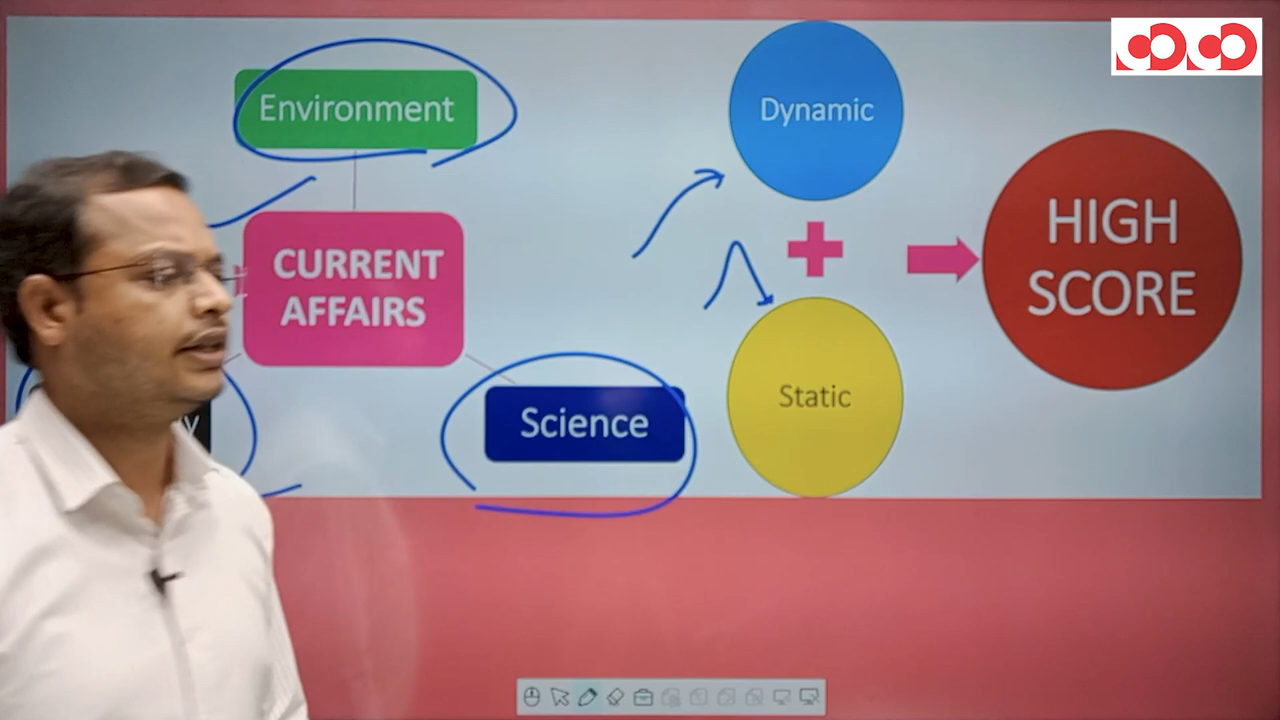 Environment
CURRENT
AFFAIRS
Science
Dynamic
Static
HIGH
SCORE